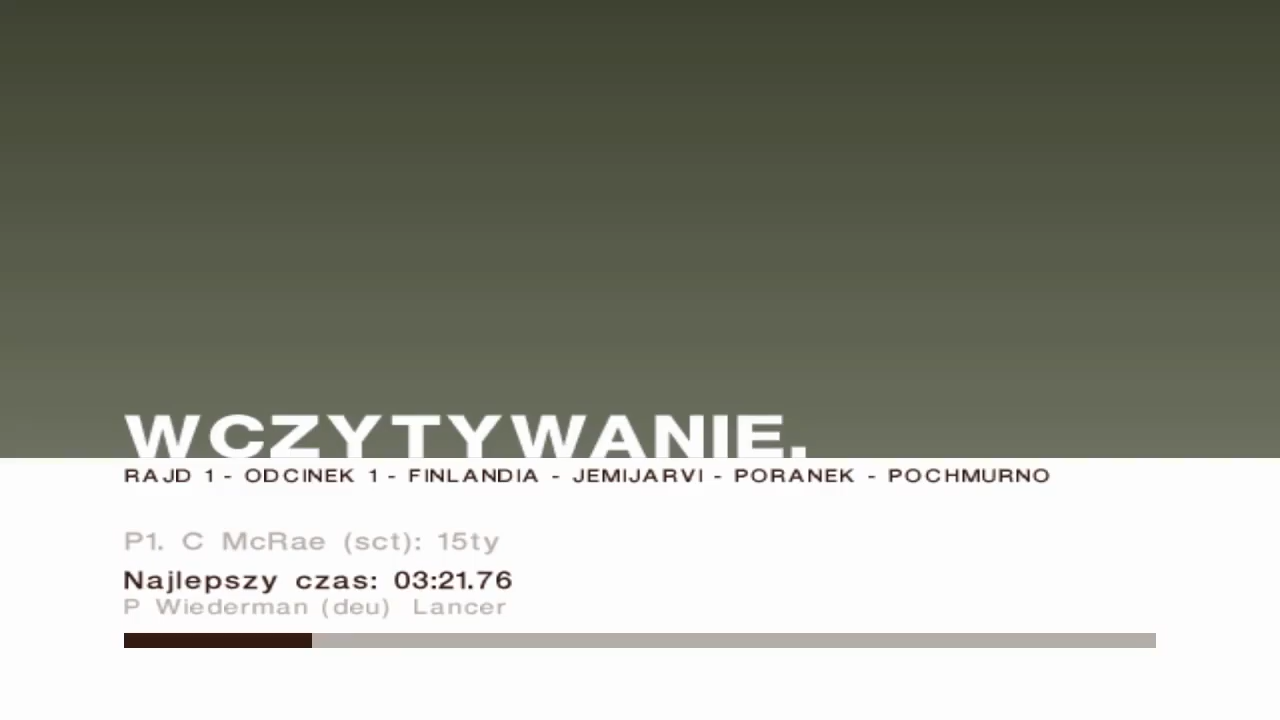 WCZYTYWANIE.
RAJD 1 - ODCINEK 1 - FINLANDIA - JEMIJARVI - PORANEK - POCHMURNO
P1. C McRae (sct): 15ty
Najlepszy czas: 03:21.76
P Wiederman (deu) Lancer